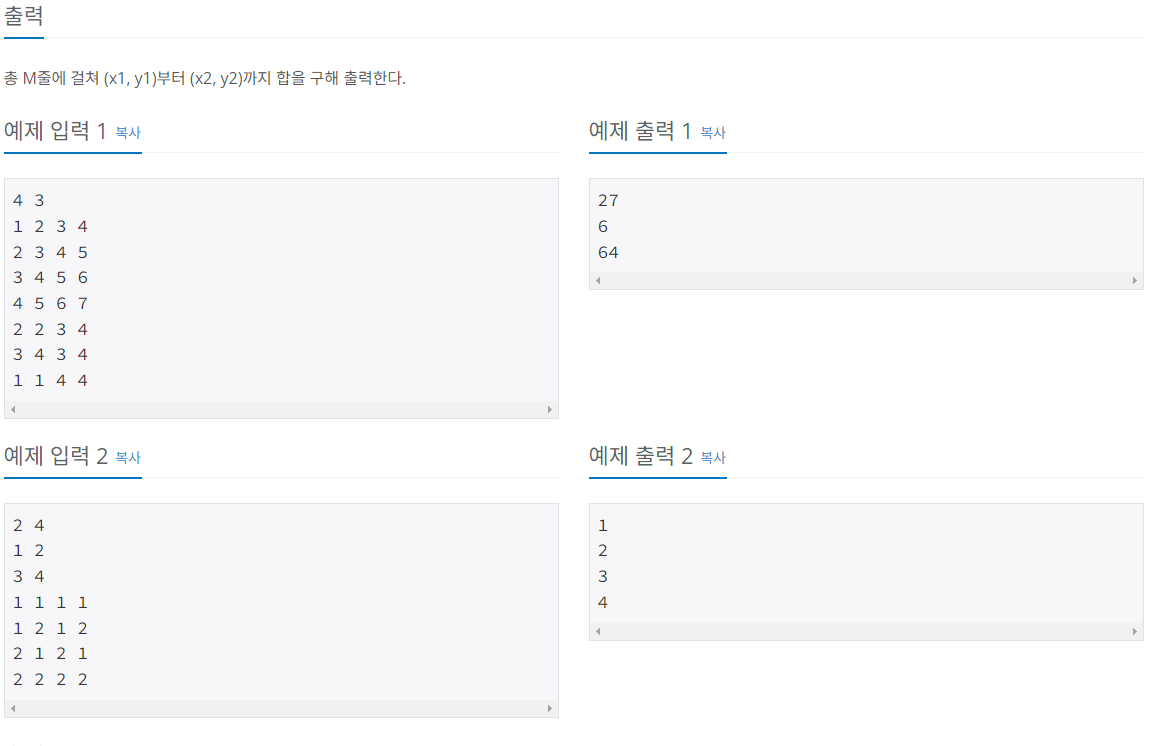 출력
총 M줄에 걸쳐 (x1, y1)부터 (x2, y2)까지 합을 구해 출력한다.
예제 입력 1 복사
4 3
1 2 3 4
2 3 4 5
3 4 5 6
4 5 6 7
2 2 3 4
3 4 3 4
1 1 4 4
예제 출력 1 복사
27
6
64
예제 입력 2 복사
2 4
1 2
3 4
1 1 1 1
1 2 1 2
2 1 2 1
2 2 2 2
예제 출력 2 복사
1
2
3
4